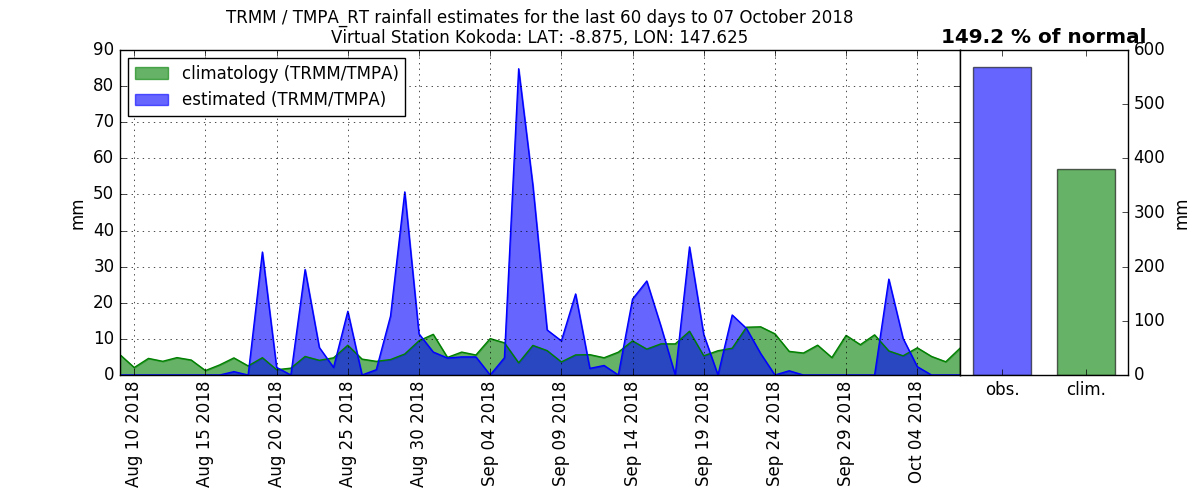 TRMM / TMPA_RT rainfall estimates for the last 60 days to 07 October 2018
Virtual Station Kokoda: LAT: -8.875, LON: 147.625
149.2 % of normal
climatology (TRMM/TMPA)
estimated (TRMM/TMPA)
90
80
70
60
50
40
30
20
10
0
mm
Aug 10 2018
Aug 15 2018
Aug 20 2018
Aug 25 2018
Aug 30 2018
Sep 04 2018
Sep 09 2018
Sep 14 2018
Sep 19 2018
Sep 24 2018
Sep 29 2018
Oct 04 2018
600
500
400
300
200
100
0
mm
obs.
clim.